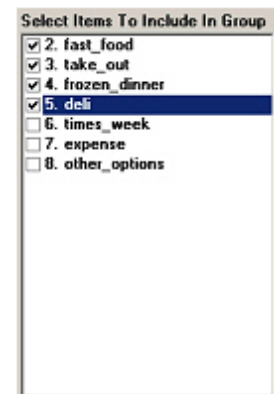 Select Items To Include In Group
2. fast_food
3. take_out
4. frozen_dinner
5. deli
6. times_week
7. expense
8. other_options